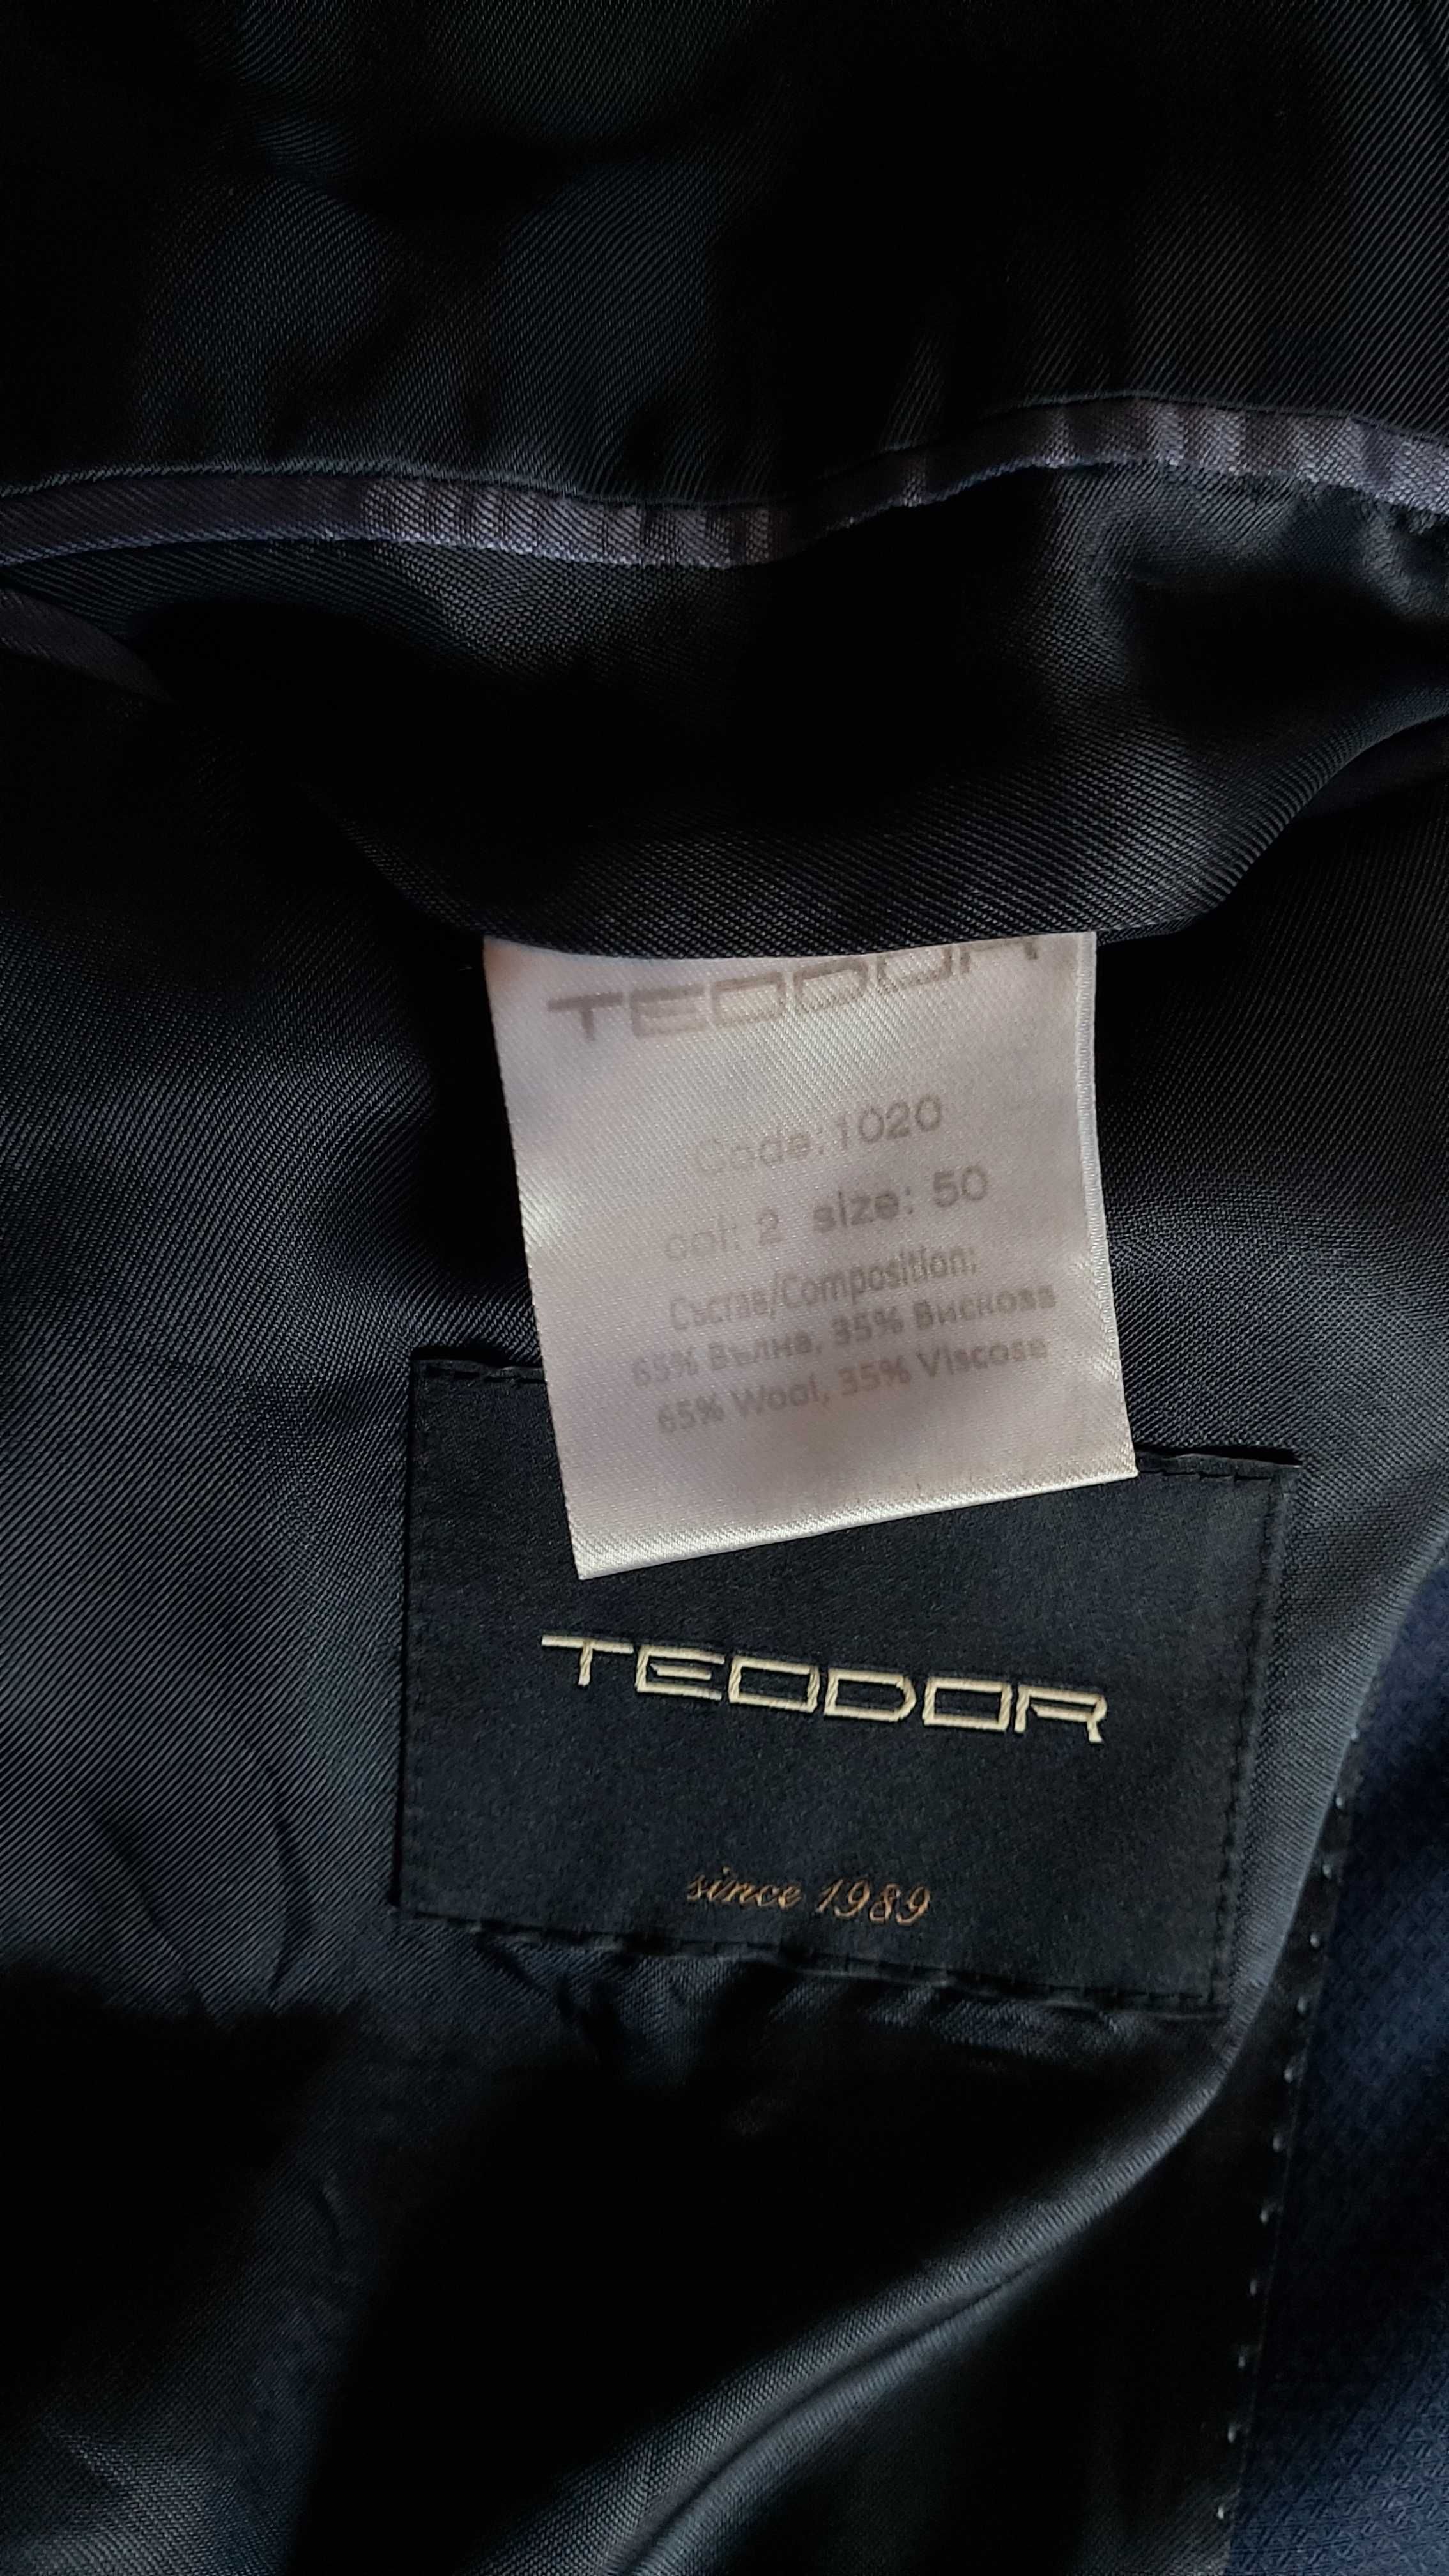 TEODOR
Code: 1020
col: 2 size: 50
Състав/Composition:
65% Вълна, 35% Вискоза
65% Wool, 35% Viscose
TEODOR
since 1989